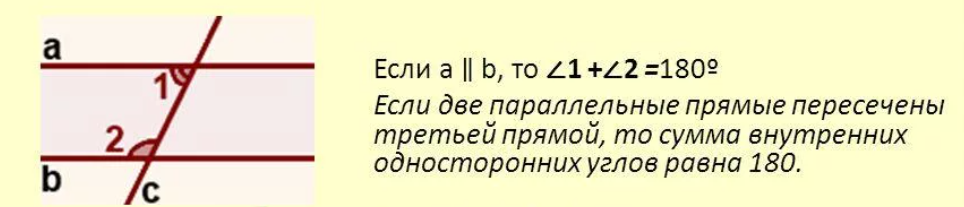 a
1
2
b
c
Если a ∥ b, то ∠1 +∠2 =180º
Если две параллельные прямые пересечены
третьей прямой, то сумма внутренних
односторонних углов равна 180.